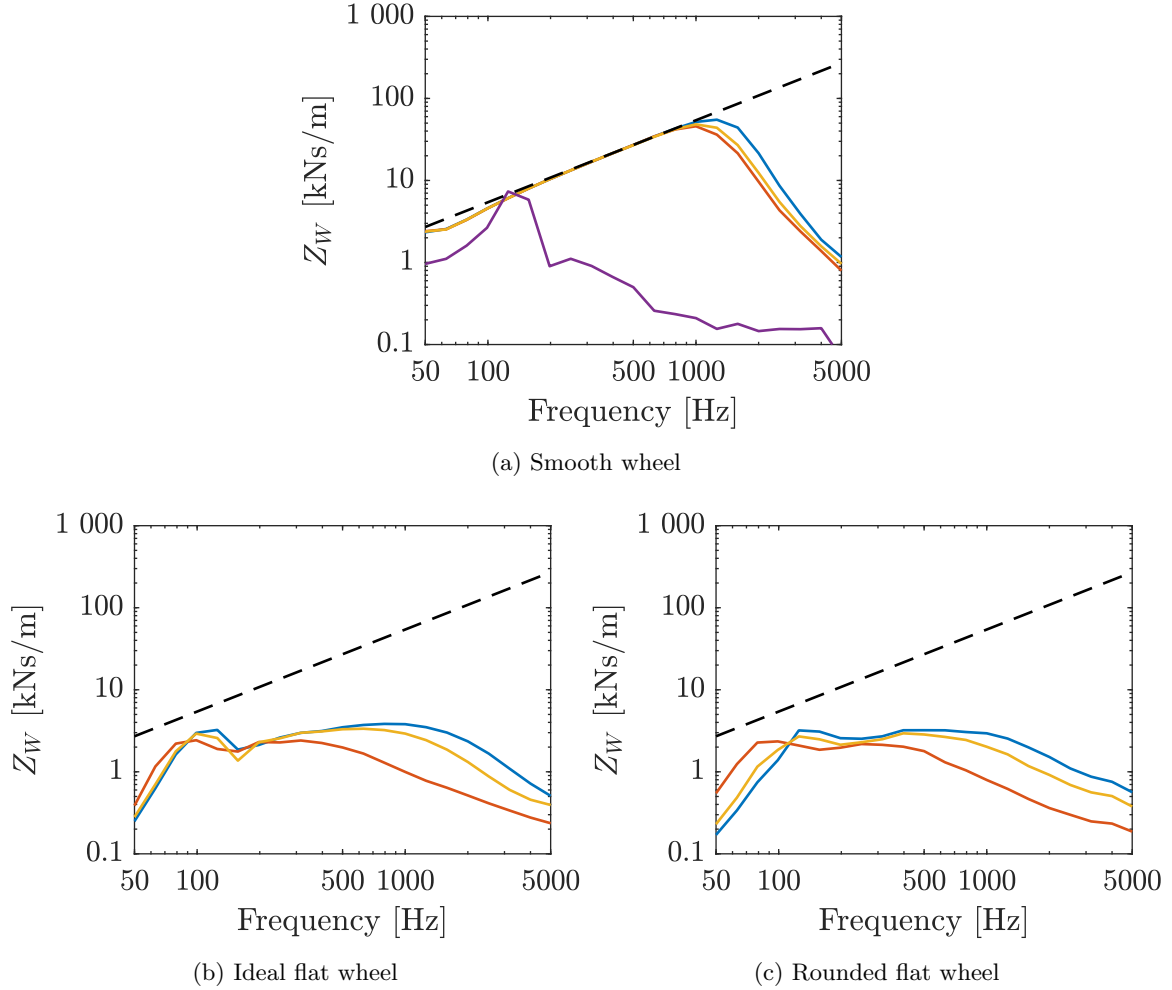 1 000
100
10
1
0.1
Z_W [kNs/m]
50 100 500 1000 5000
Frequency [Hz]
(a) Smooth wheel
1 000
100
10
1
0.1
Z_W [kNs/m]
50 100 500 1000 5000
Frequency [Hz]
(b) Ideal flat wheel
1 000
100
10
1
0.1
Z_W [kNs/m]
50 100 500 1000 5000
Frequency [Hz]
(c) Rounded flat wheel